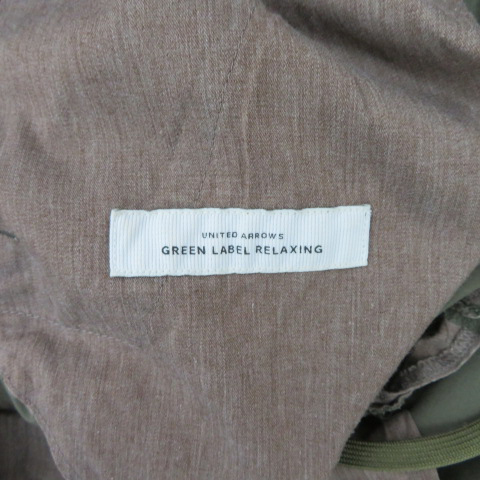 UNITED ARROWS
GREEN LABEL RELAXING